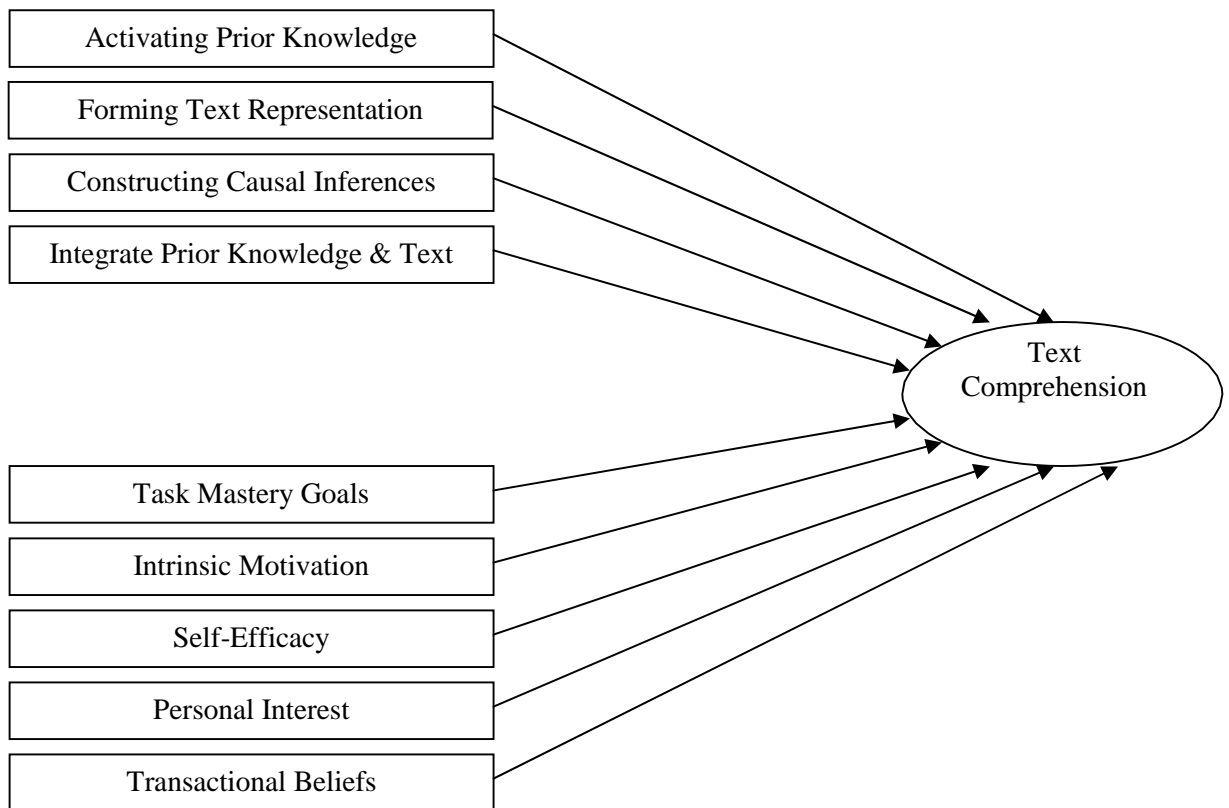 Activating Prior Knowledge
Forming Text Representation
Constructing Causal Inferences
Integrate Prior Knowledge & Text
Text
Comprehension
Task Mastery Goals
Intrinsic Motivation
Self-Efficacy
Personal Interest
Transactional Beliefs